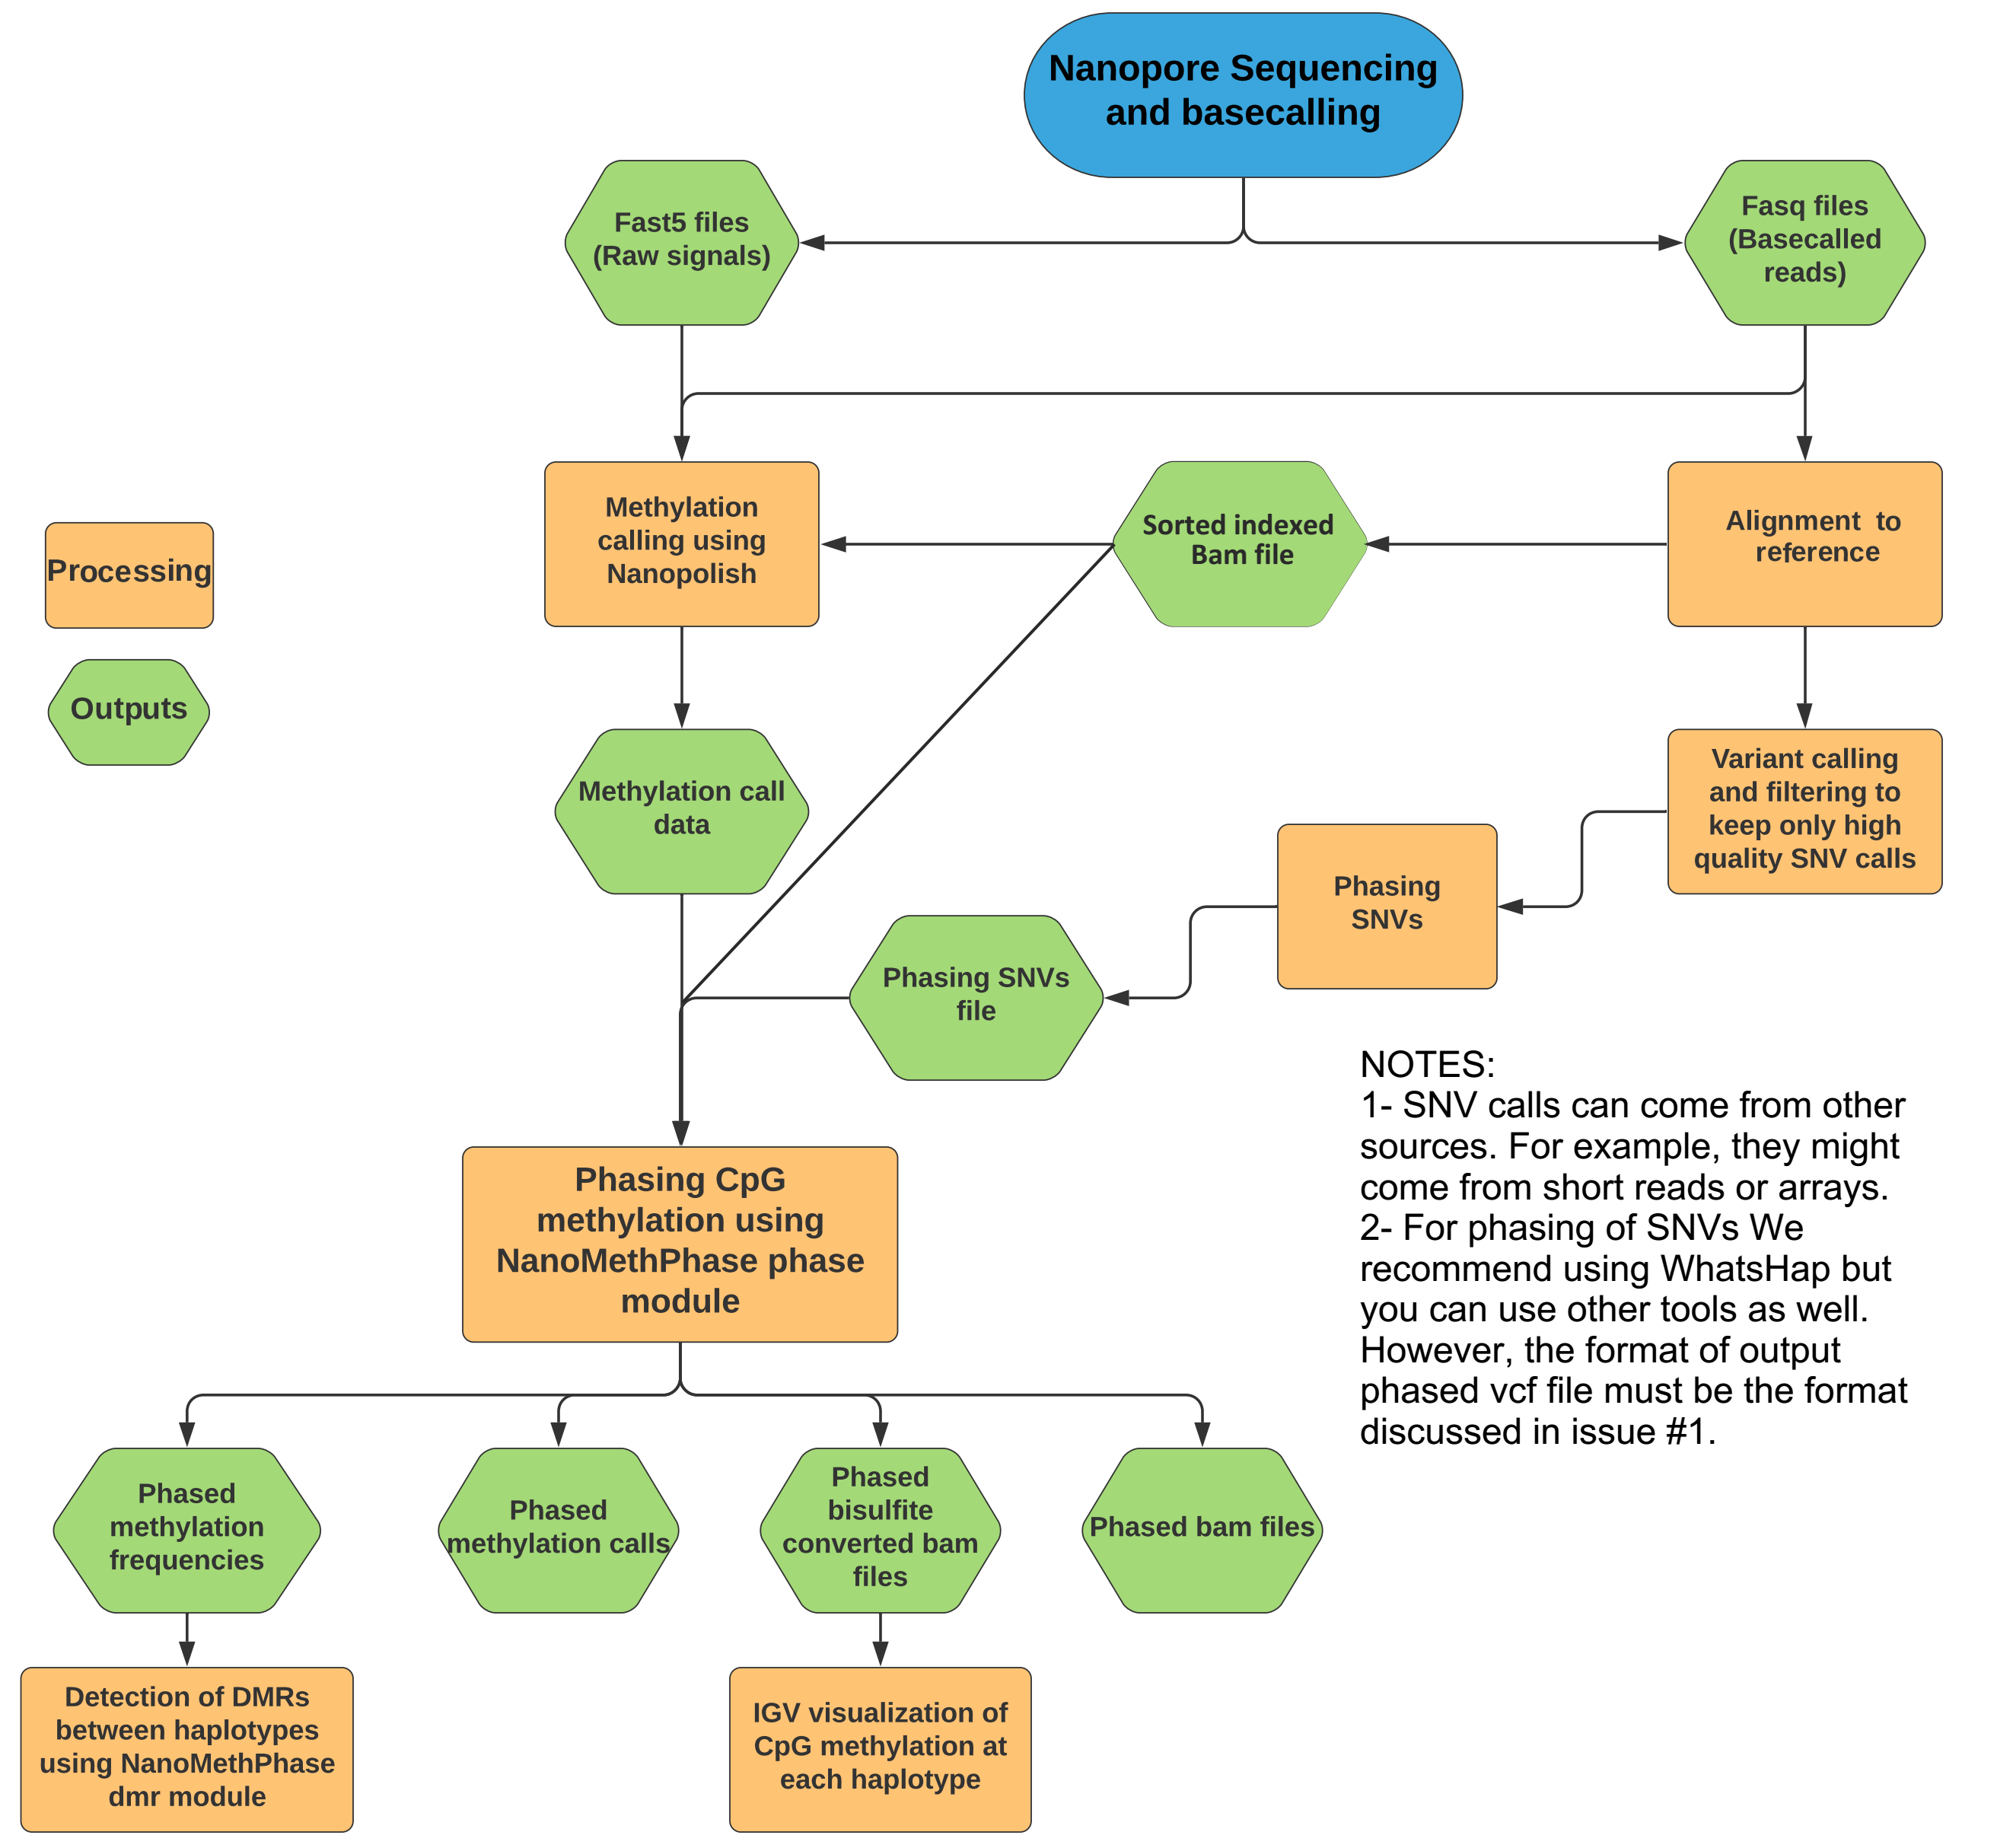 Nanopore Sequencing
and basecalling
Fast5 files
(Raw signals)
Fasq files
(Basecalled
reads)
Methylation
calling using
Nanopolish
Sorted indexed
Bam file
Alignment  to
reference
Processing
Outputs
Methylation call
data
Variant calling
and filtering to
keep only high
quality SNV calls
Phasing
SNVs
Phasing SNVs
file
NOTES:
1- SNV calls can come from other
sources. For example, they might
come from short reads or arrays.
2- For phasing of SNVs We
recommend using WhatsHap but
you can use other tools as well.
However, the format of output
phased vcf file must be the format
discussed in issue #1.
Phasing CpG
methylation using
NanoMethPhase phase
module
Phased
methylation
frequencies
Phased
methylation calls
Phased
bisulfite
converted bam
files
Phased bam files
Detection of DMRs
between haplotypes
using NanoMethPhase
dmr module
IGV visualization of
CpG methylation at
each haplotype